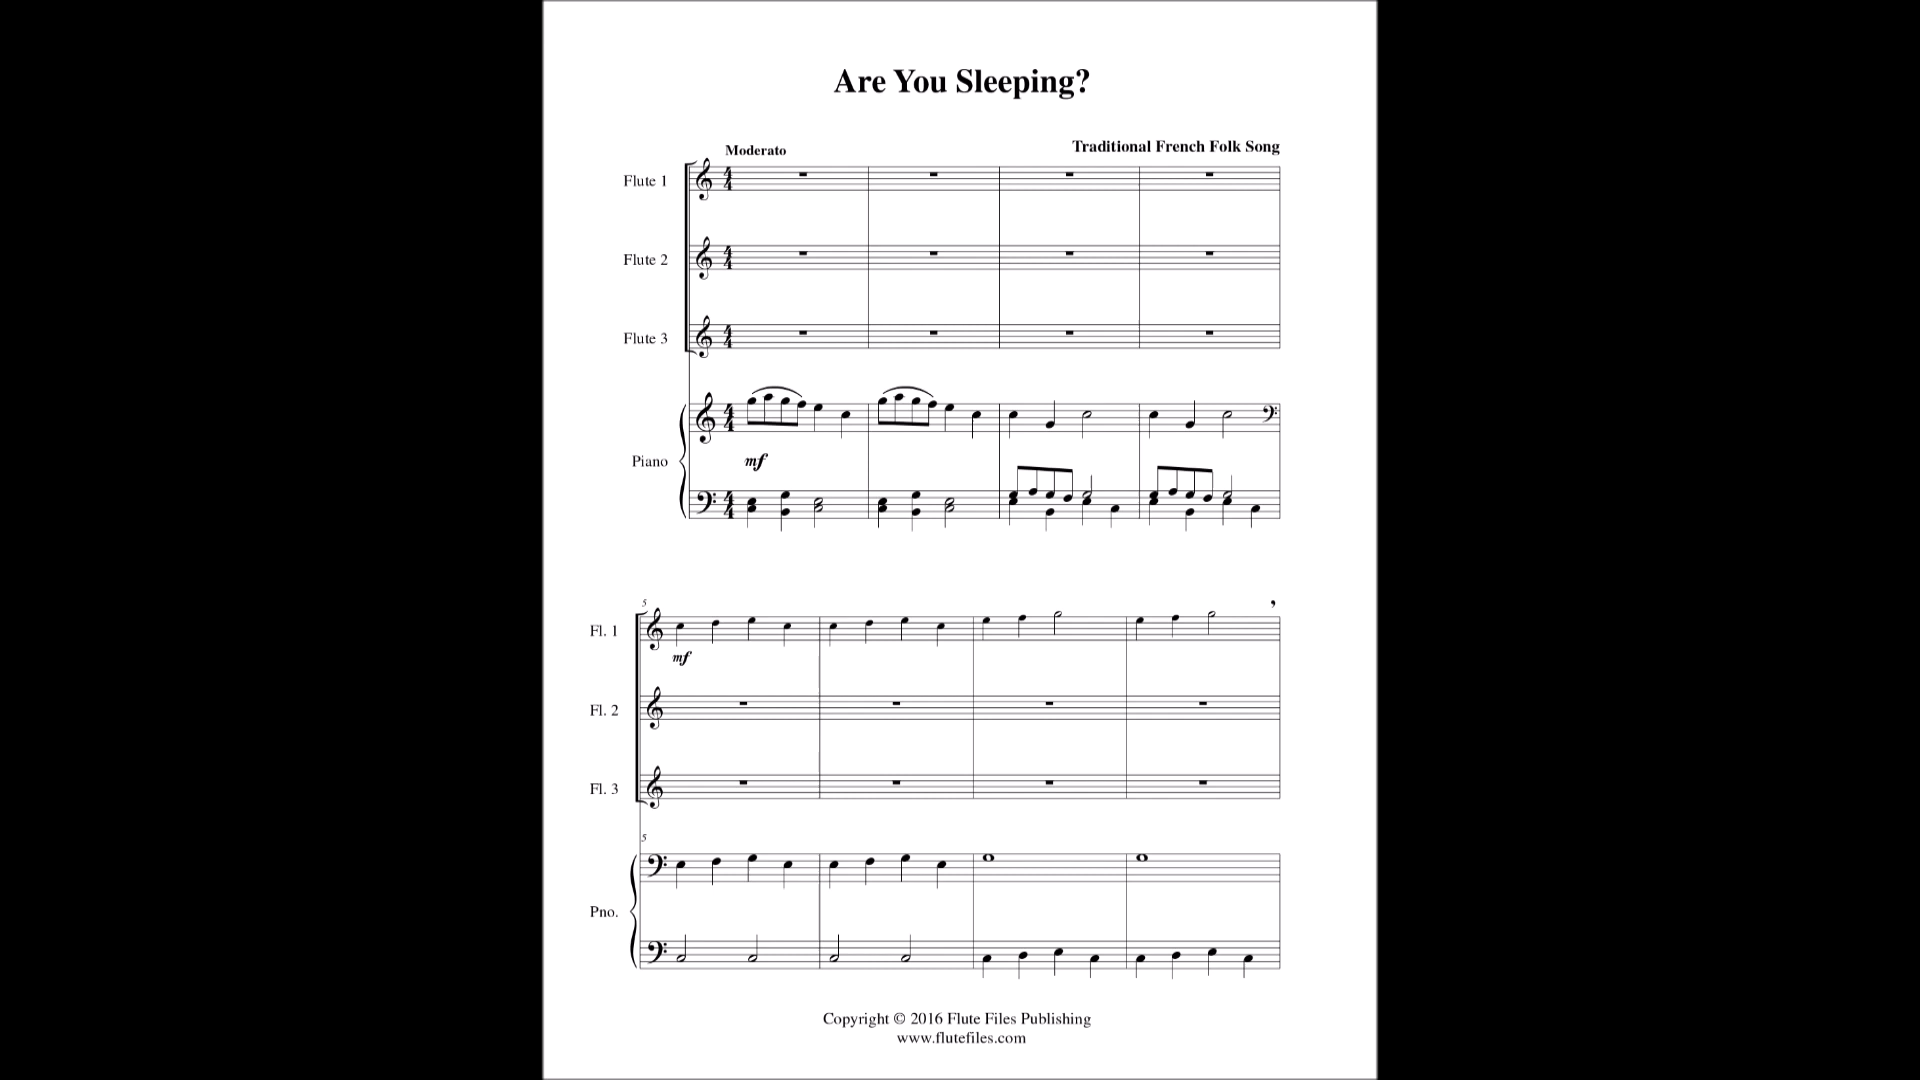 Are You Sleeping?
Traditional French Folk Song
Moderato
Flute 1
Flute 2
Flute 3
Piano
mf
5
Fl. 1
mf
Fl. 2
Fl. 3
5
Pno.
Copyright © 2016 Flute Files Publishing
www.flutefiles.com